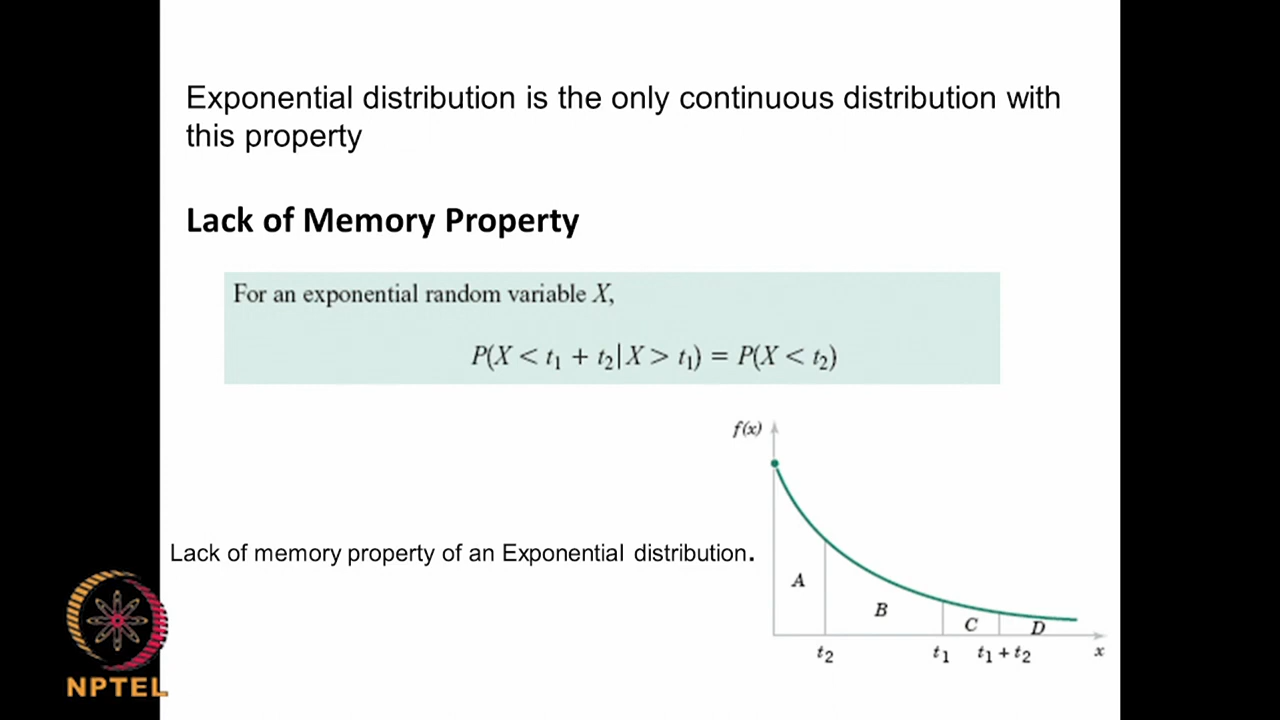 Exponential distribution is the only continuous distribution with
this property
Lack of Memory Property
For an exponential random variable X,
P(X < t₁ + t₂|X > t₁) = P(X < t₂)
f(x)
Lack of memory property of an Exponential distribution.
A
B
C
D
t₂
t₁
t₁ + t₂
x
NPTEL